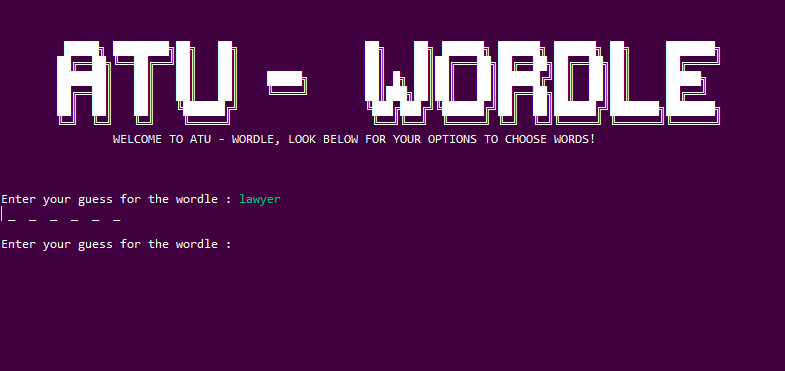 ATU - WORDLE
WELCOME TO ATU - WORDLE, LOOK BELOW FOR YOUR OPTIONS TO CHOOSE WORDS!
Enter your guess for the wordle : lawyer
_ _ _ _ _ _
Enter your guess for the wordle :